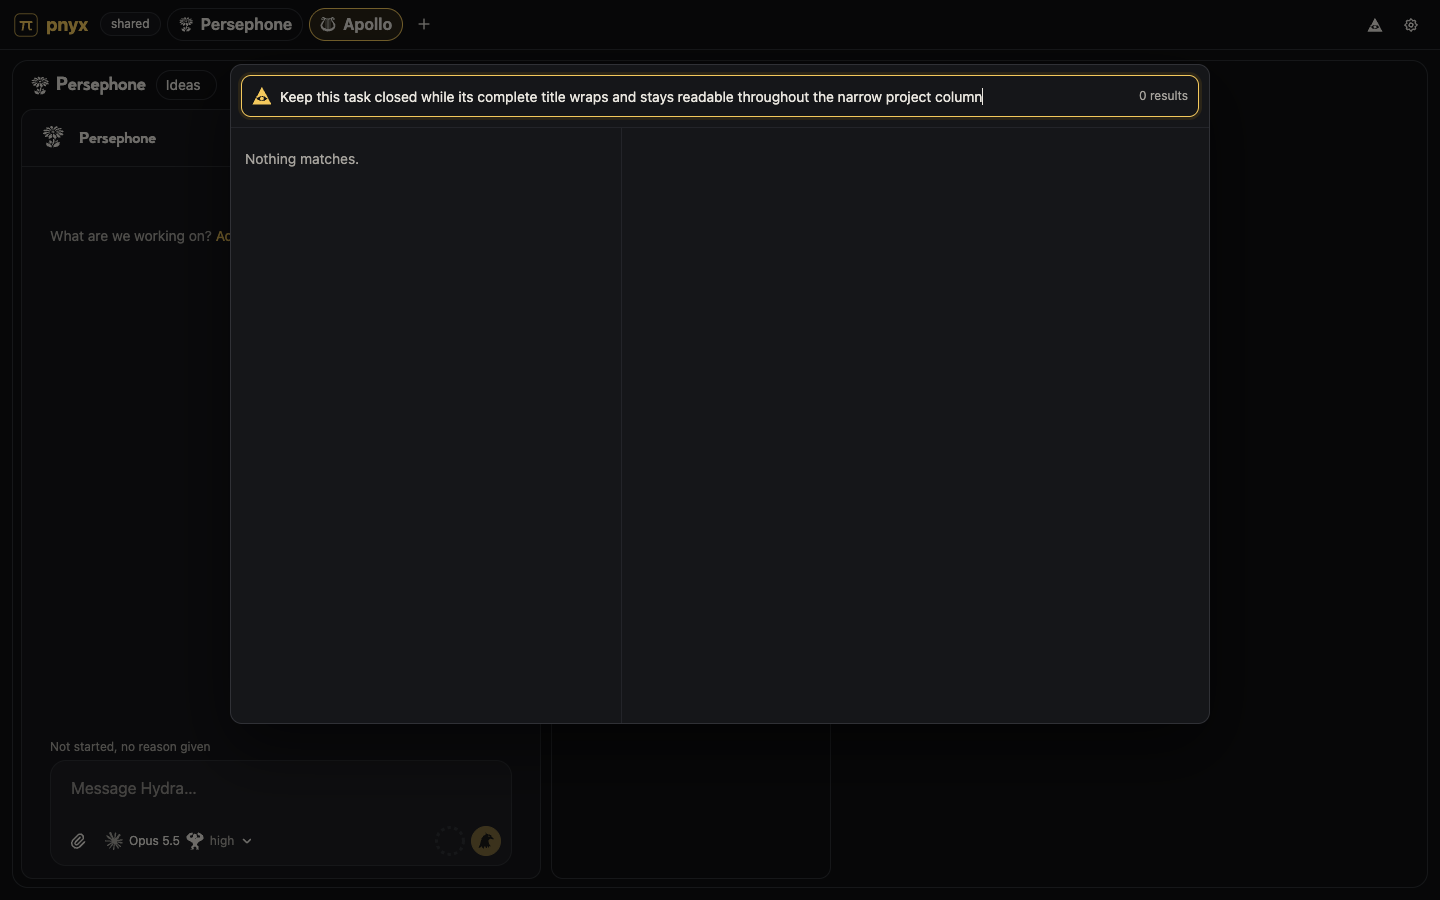 π pnyx shared Persephone Apollo +
Persephone Ideas
Keep this task closed while its complete title wraps and stays readable throughout the narrow project column 0 results
Persephone
Nothing matches.
What are we working on?
Not started, no reason given
Message Hydra...
Opus 5.5 high